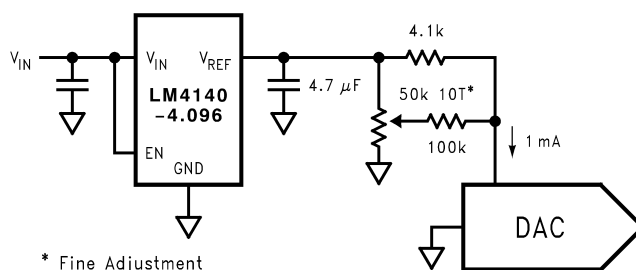 4.1k
V_IN
V_IN
V_REF
4.7 μF
LM4140
-4.096
50k 10T*
100k
1 mA
EN
GND
DAC
* Fine Adjustment